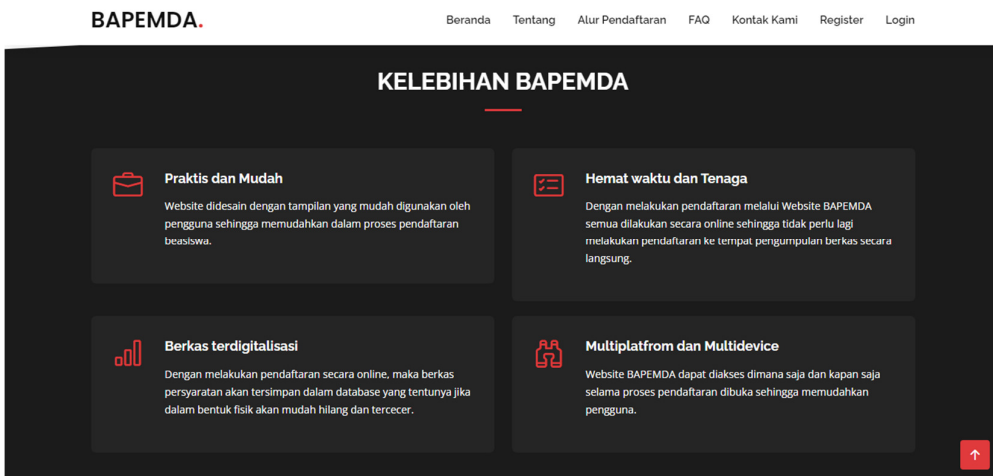 BAPEMDA.
Beranda Tentang Alur Pendaftaran FAQ Kontak Kami Register Login
KELEBIHAN BAPEMDA
Praktis dan Mudah
Website didesain dengan tampilan yang mudah digunakan oleh
pengguna sehingga memudahkan dalam proses pendaftaran
beasiswa.
Hemat waktu dan Tenaga
Dengan melakukan pendaftaran melalui Website BAPEMDA
semua dilakukan secara online sehingga tidak perlu lagi
melakukan pendaftaran ke tempat pengumpulan berkas secara
langsung.
Berkas terdigitalisasi
Dengan melakukan pendaftaran secara online, maka berkas
persyaratan akan tersimpan dalam database yang tentunya jika
dalam bentuk fisik akan mudah hilang dan tercecer.
Multiplatfrom dan Multidevice
Website BAPEMDA dapat diakses dimana saja dan kapan saja
selama proses pendaftaran dibuka sehingga memudahkan
pengguna.